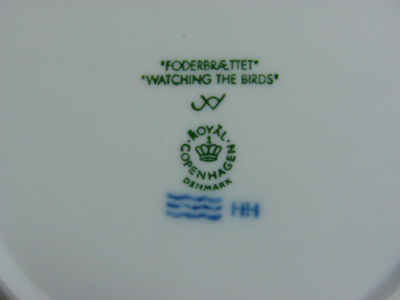 "FODERBRÆTTET"
"WATCHING THE BIRDS"
ROYAL
COPENHAGEN
DENMARK
HH